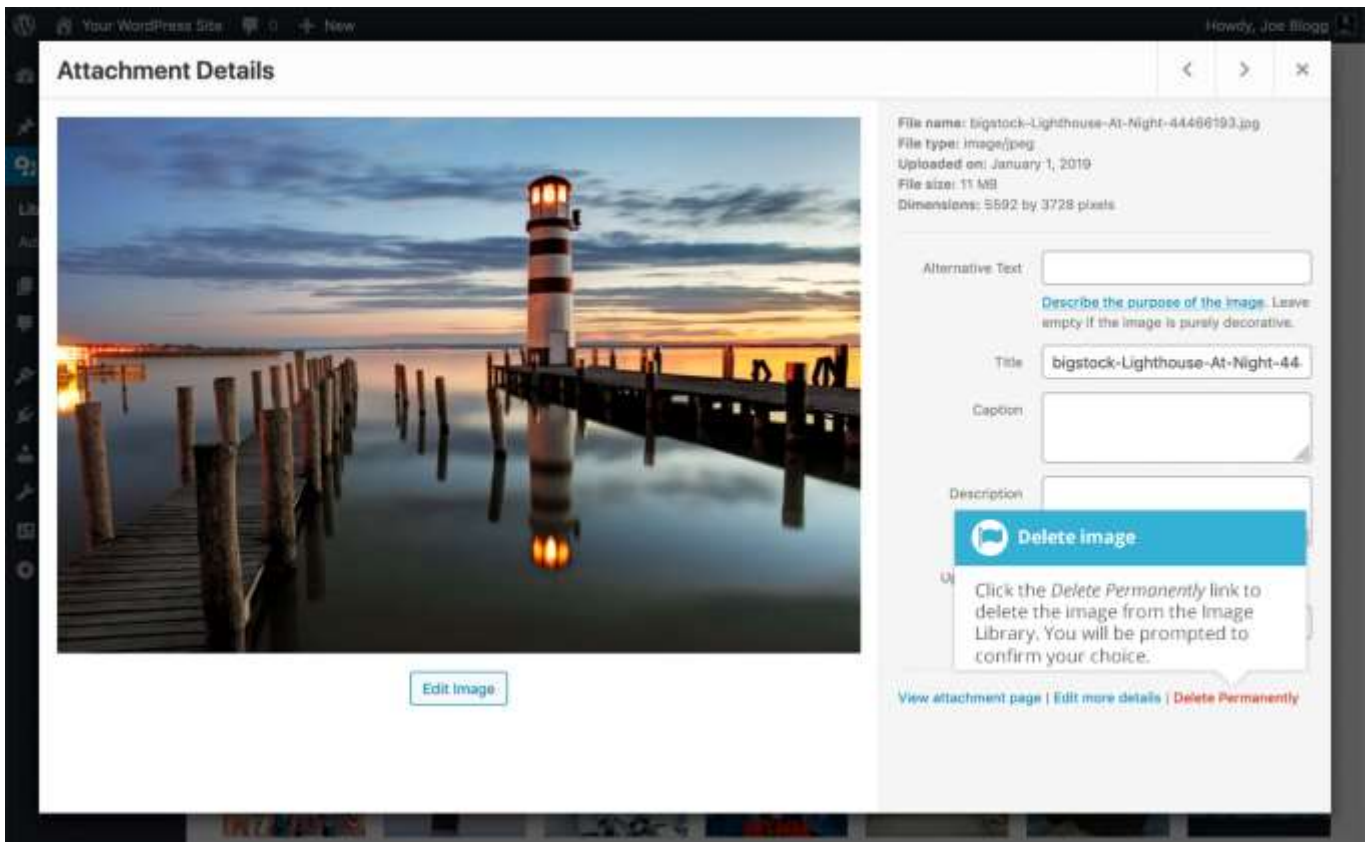 Your WordPress Site 0 New
Howdy, Joe Blogg
Attachment Details
File name: bigstock-Lighthouse-At-Night-44466193.jpg
File type: image/jpeg
Uploaded on: January 1, 2019
File size: 11 MB
Dimensions: 5592 by 3728 pixels
Alternative Text
Describe the purpose of the image. Leave
empty if the image is purely decorative.
Title bigstock-Lighthouse-At-Night-44
Caption
Description
Delete image
Click the Delete Permanently link to
delete the image from the Image
Library. You will be prompted to
confirm your choice.
Edit Image
View attachment page | Edit more details | Delete Permanently